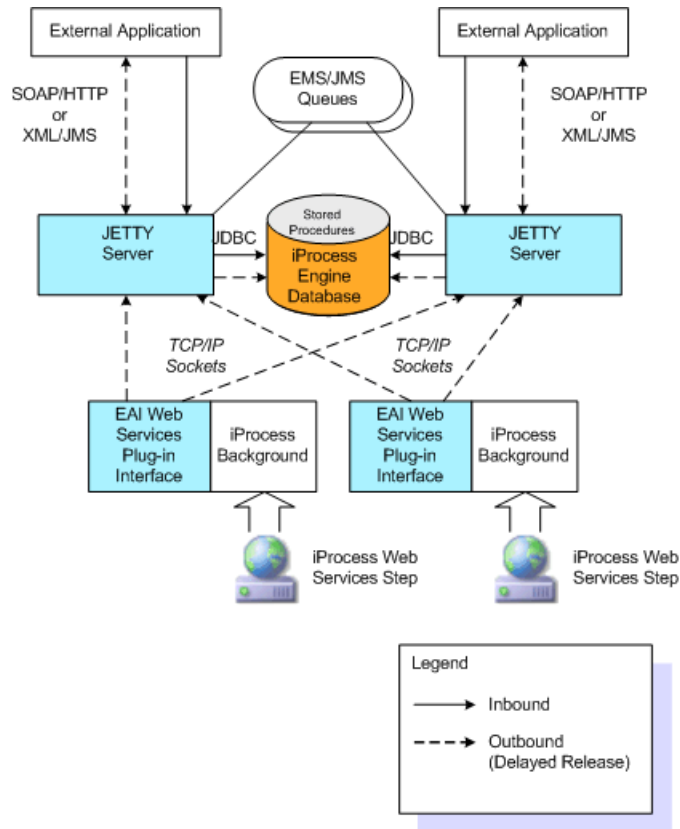 External Application
External Application
SOAP/HTTP
or
XML/JMS
EMS/JMS
Queues
SOAP/HTTP
or
XML/JMS
JETTY
Server
JDBC
Stored
Procedures
iProcess
Engine
Database
JDBC
JETTY
Server
TCP/IP
Sockets
TCP/IP
Sockets
EAI Web
Services
Plug-in
Interface
iProcess
Background
EAI Web
Services
Plug-in
Interface
iProcess
Background
iProcess Web
Services Step
iProcess Web
Services Step
Legend
Inbound
Outbound
(Delayed Release)